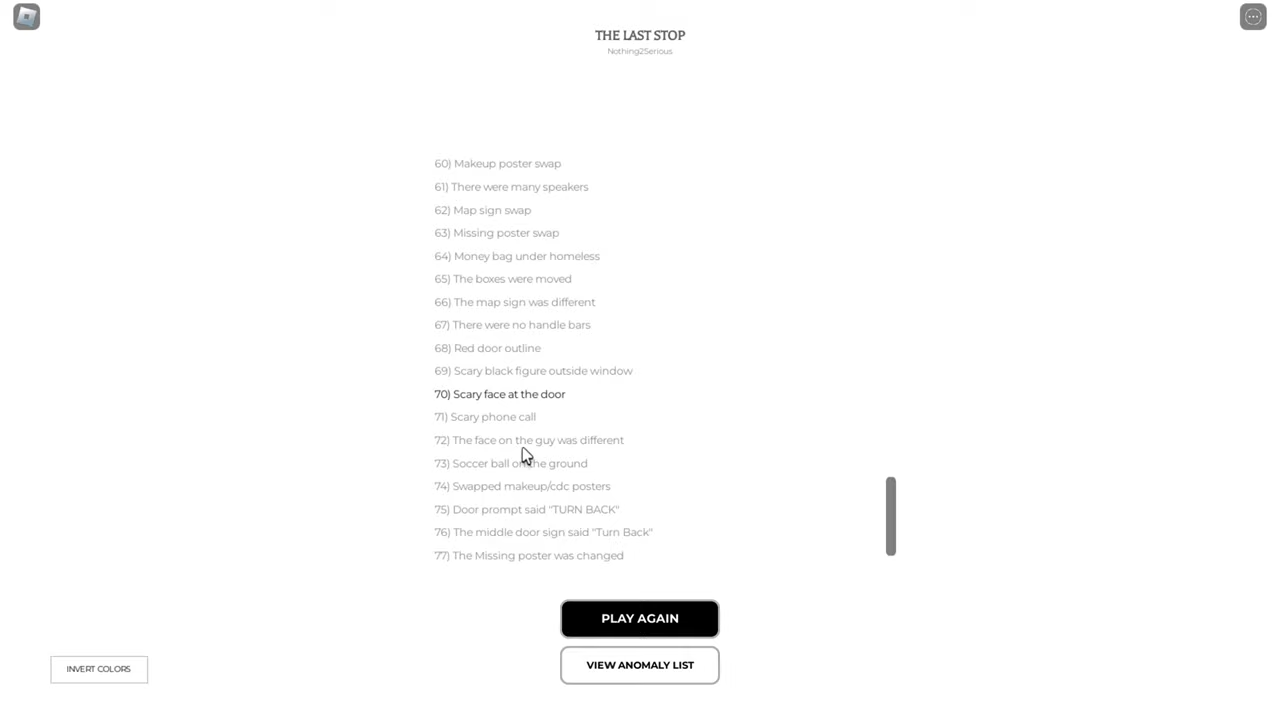 THE LAST STOP
Nothing2Serious
60) Makeup poster swap
61) There were many speakers
62) Map sign swap
63) Missing poster swap
64) Money bag under homeless
65) The boxes were moved
66) The map sign was different
67) There were no handle bars
68) Red door outline
69) Scary black figure outside window
70) Scary face at the door
71) Scary phone call
72) The face on the guy was different
73) Soccer ball on the ground
74) Swapped makeup/cdc posters
75) Door prompt said "TURN BACK"
76) The middle door sign said "Turn Back"
77) The Missing poster was changed
PLAY AGAIN
VIEW ANOMALY LIST
INVERT COLORS